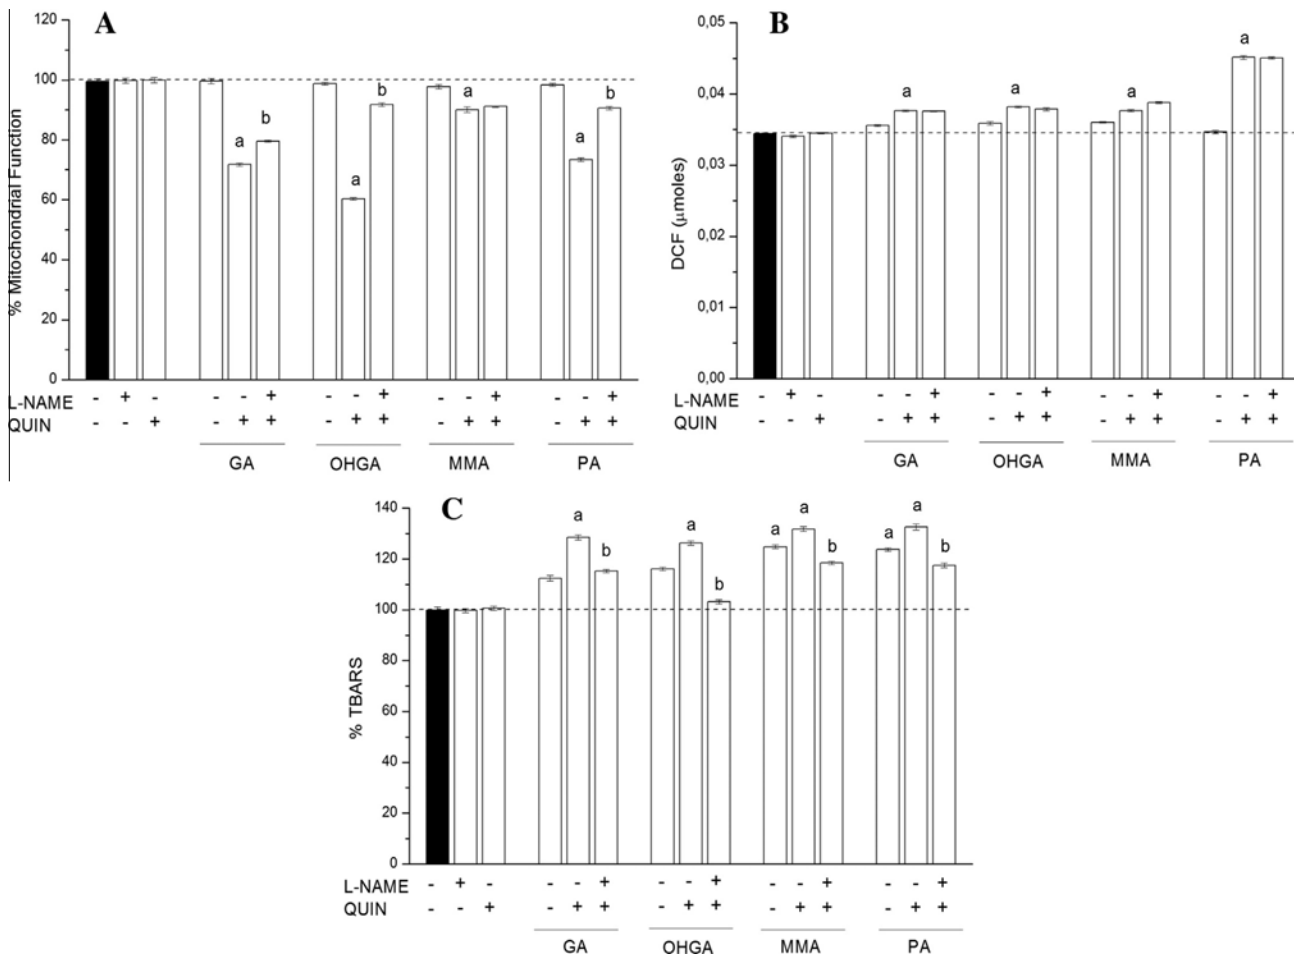 A
% Mitochondrial Function
120
100
80
60
40
20
0
a
b
a
b
a
a
b
L-NAME - + - - - + - - + - - + - - +
QUIN - - + - + + - + + - + + - + +
GA OHGA MMA PA
B
DCF (μmoles)
0,05
0,04
0,03
0,02
0,01
0,00
a
a
a
a
L-NAME - + - - - + - - + - - + - - +
QUIN - - + - + + - + + - + + - + +
GA OHGA MMA PA
C
% TBARS
140
120
100
80
60
40
20
0
a
b
a
b
a
a
b
a
a
b
L-NAME - + - - - + - - + - - + - - +
QUIN - - + - + + - + + - + + - + +
GA OHGA MMA PA